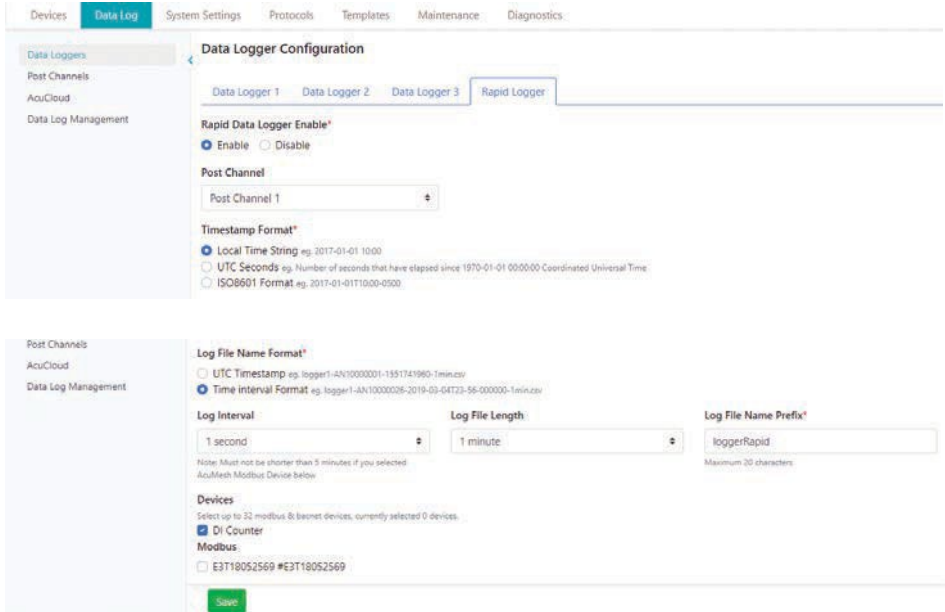 Devices Data Log System Settings Protocols Templates Maintenance Diagnostics
Data Loggers
Post Channels
AcuCloud
Data Log Management
Data Logger Configuration
Data Logger 1 Data Logger 2 Data Logger 3 Rapid Logger
Rapid Data Logger Enable*
Enable Disable
Post Channel
Post Channel 1
Timestamp Format*
Local Time String eg. 2017-01-01 10:00
UTC Seconds eg. Number of seconds that have elapsed since 1970-01-01 00:00:00 Coordinated Universal Time
ISO8601 Format eg. 2017-01-01T10:00-0500
Post Channels
AcuCloud
Data Log Management
Log File Name Format*
UTC Timestamp eg. logger1-AN10000001-1551741960-1min.csv
Time interval Format eg. logger1-AN10000026-2019-03-04T23-56-000000-1min.csv
Log Interval Log File Length Log File Name Prefix*
1 second 1 minute loggerRapid
Note: Must not be shorter than 5 minutes if you selected Maximum 20 characters
AcuMesh Modbus Device below
Devices
Select up to 32 modbus & bacnet devices, currently selected 0 devices.
DI Counter
Modbus
E3T18052569 #E3T18052569
Save